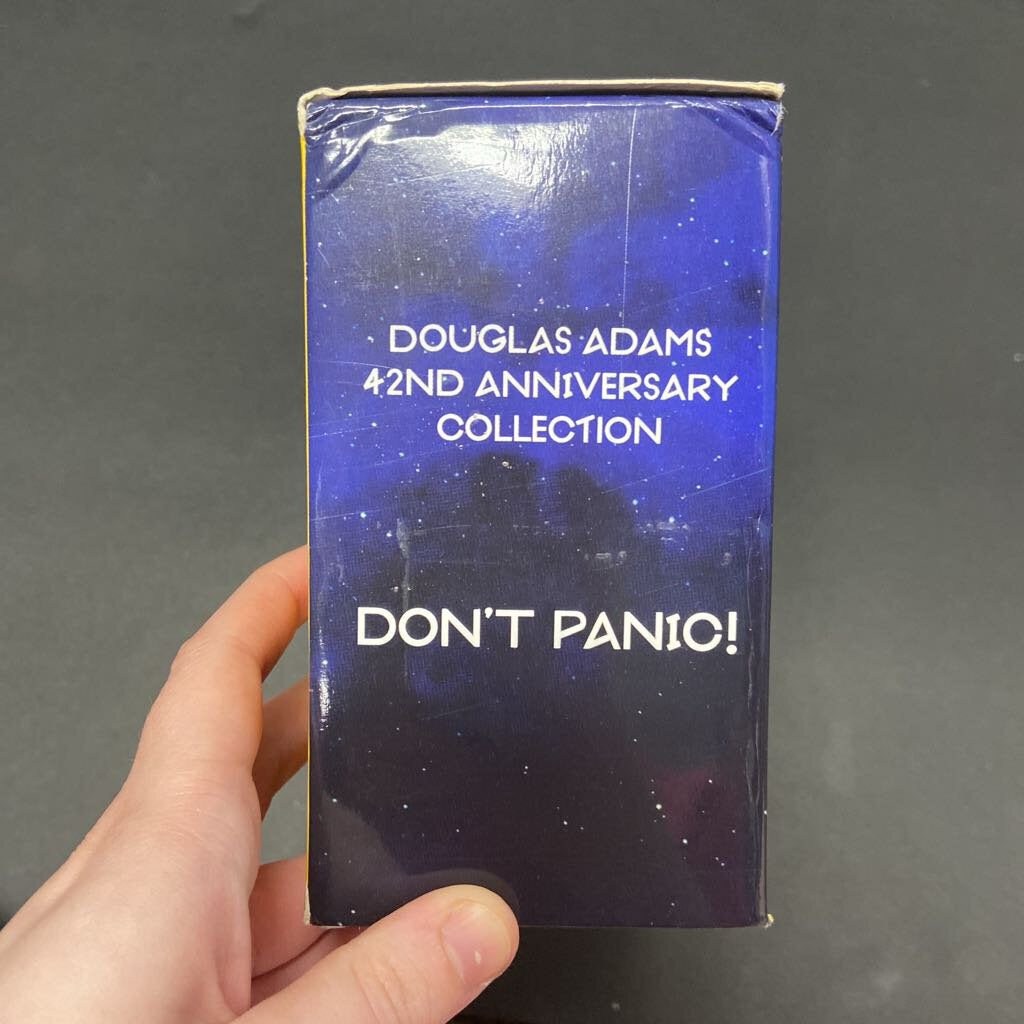 DOUGLAS ADAMS
42ND ANNIVERSARY
COLLECTION
DON'T PANIC!